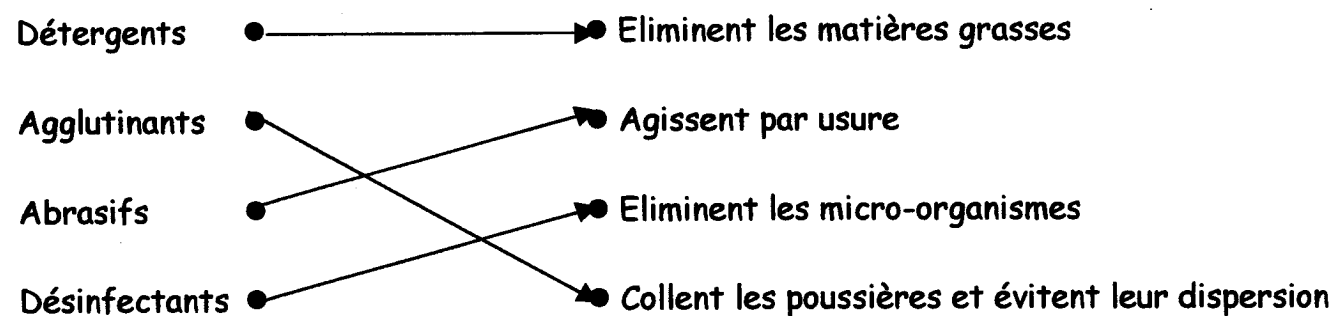 Détergents Eliminent les matières grasses
Agglutinants Agissent par usure
Abrasifs Eliminent les micro-organismes
Désinfectants Collent les poussières et évitent leur dispersion